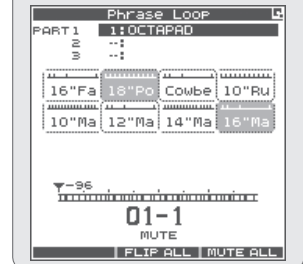 Phrase Loop
PART1 1:OCTAPAD
2 --:
3 --:
16"Fa 18"Po Cowbe 10"Ru
10"Ma 12"Ma 14"Ma 16"Ma
-96
01-1
MUTE
FLIP ALL MUTE ALL